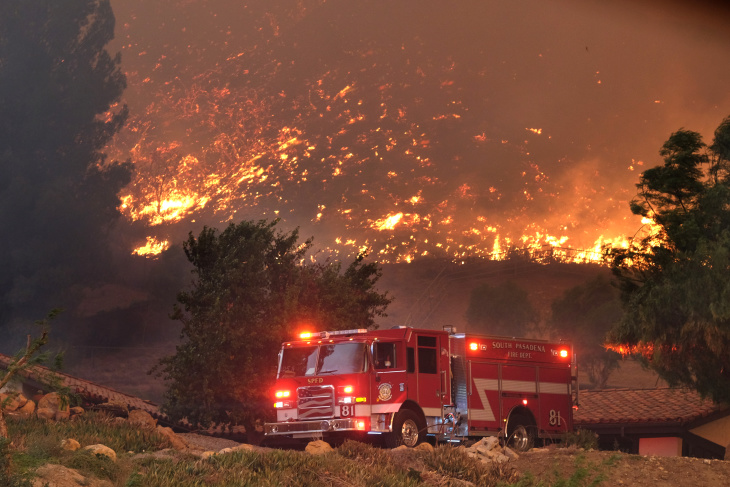 SOUTH PASADENA
FIRE DEPT.
SPFD
81
81